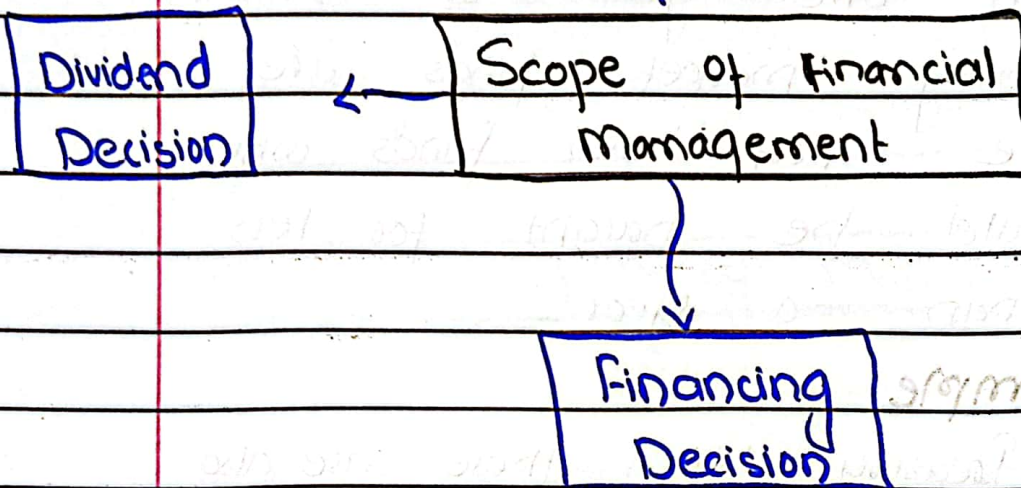 Dividend
Decision
Scope of Financial
Management
Financing
Decision